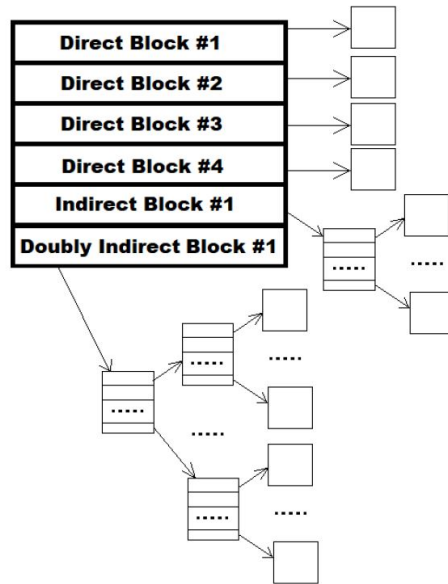 Direct Block #1
Direct Block #2
Direct Block #3
Direct Block #4
Indirect Block #1
Doubly Indirect Block #1